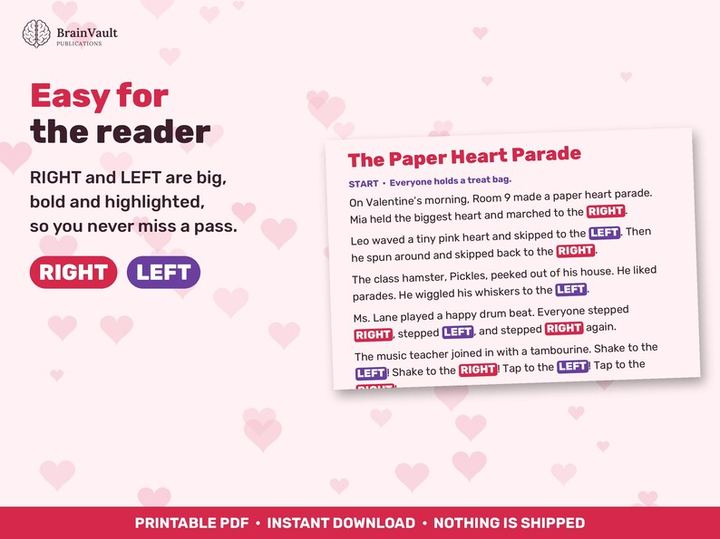 BrainVault
PUBLICATIONS
Easy for
the reader
RIGHT and LEFT are big,
bold and highlighted,
so you never miss a pass.
RIGHT LEFT
The Paper Heart Parade
START • Everyone holds a treat bag.
On Valentine's morning, Room 9 made a paper heart parade.
Mia held the biggest heart and marched to the RIGHT.
Leo waved a tiny pink heart and skipped to the LEFT. Then
he spun around and skipped back to the RIGHT.
The class hamster, Pickles, peeked out of his house. He liked
parades. He wiggled his whiskers to the LEFT.
Ms. Lane played a happy drum beat. Everyone stepped
RIGHT, stepped LEFT, and stepped RIGHT again.
The music teacher joined in with a tambourine. Shake to the
LEFT! Shake to the RIGHT! Tap to the LEFT! Tap to the
RIGHT!
PRINTABLE PDF • INSTANT DOWNLOAD • NOTHING IS SHIPPED